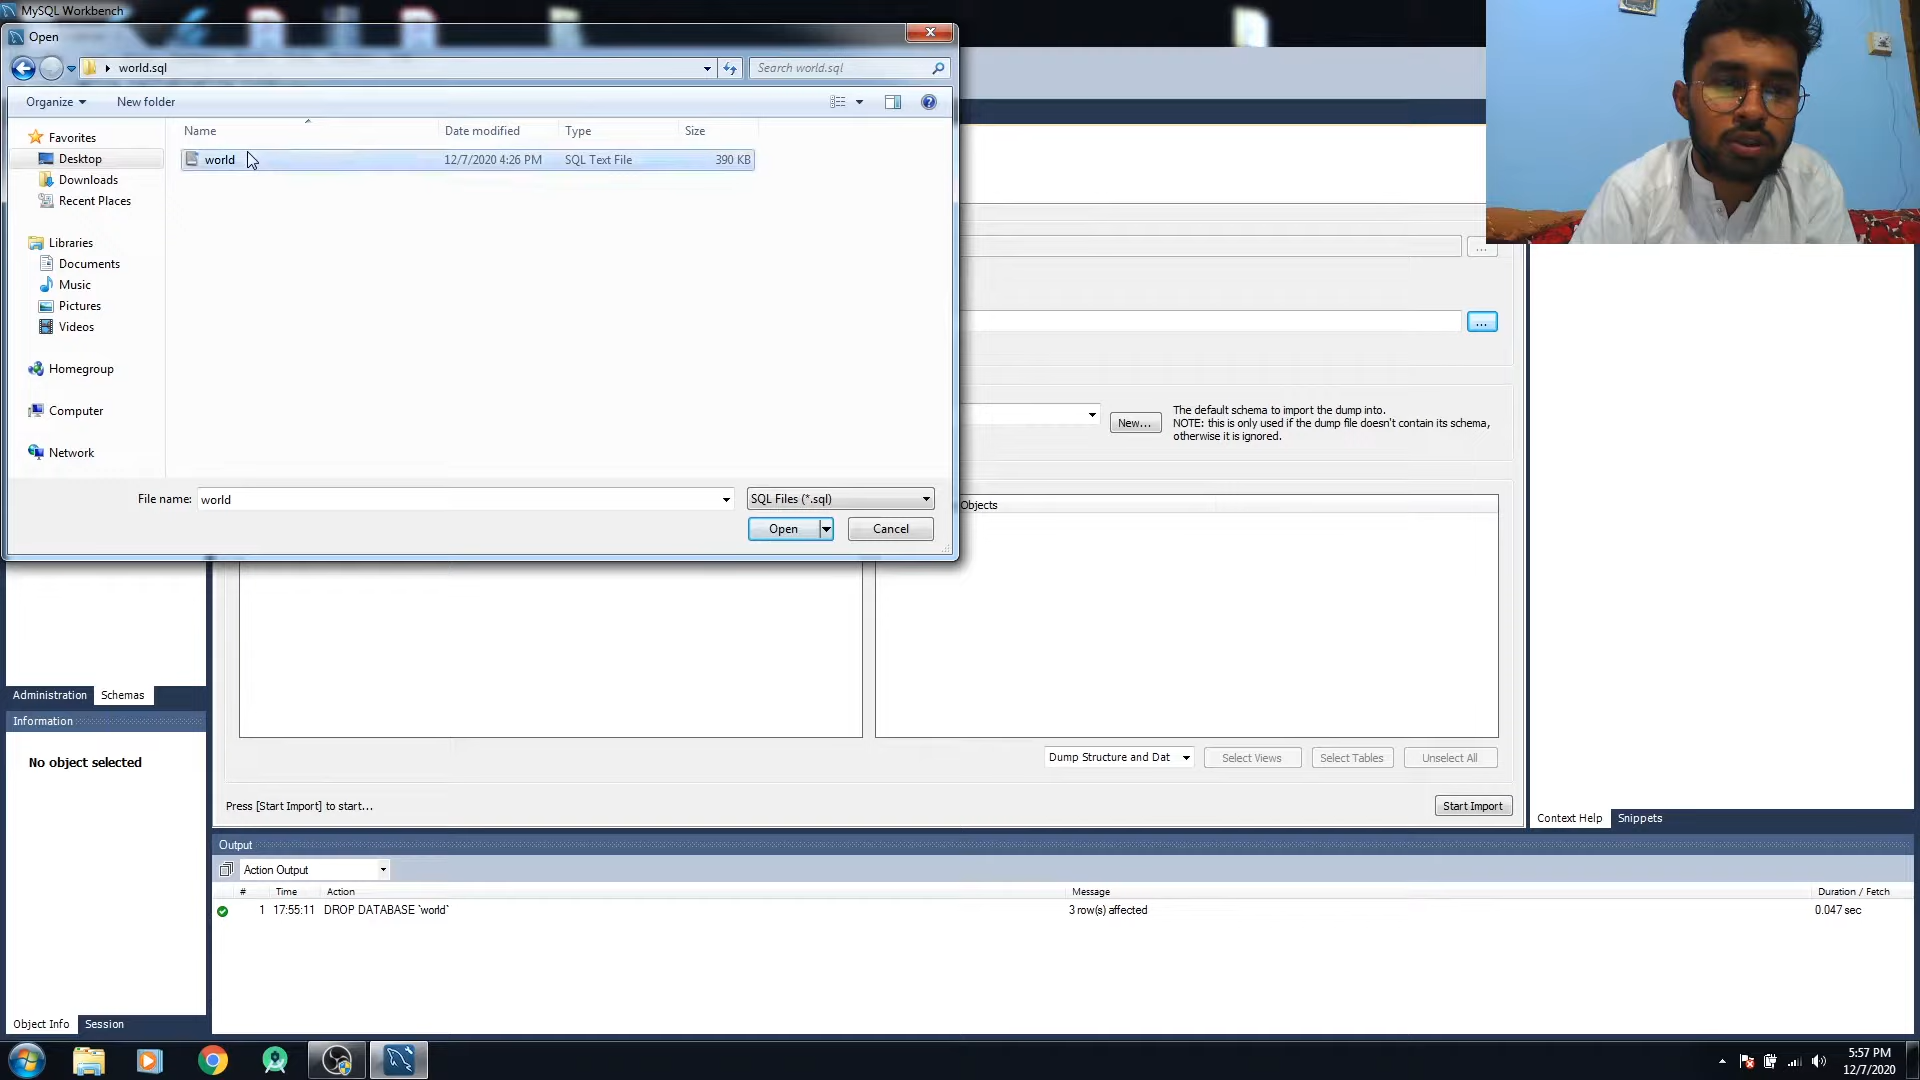 MySQL Workbench
Open
world.sql
Search world.sql
Organize
New folder
Name
Date modified
Type
Size
Favorites
Desktop
Downloads
Recent Places
Libraries
Documents
Music
Pictures
Videos
Homegroup
Computer
Network
world
12/7/2020 4:26 PM
SQL Text File
390 KB
File name:
world
SQL Files (*.sql)
Open
Cancel
...
...
New...
The default schema to import the dump into.
NOTE: this is only used if the dump file doesn't contain its schema,
otherwise it is ignored.
Objects
Administration
Schemas
Information
No object selected
Dump Structure and Dat
Select Views
Select Tables
Unselect All
Press [Start Import] to start...
Start Import
Context Help
Snippets
Output
Action Output
# Time Action Message Duration / Fetch
1 17:55:11 DROP DATABASE `world` 3 row(s) affected 0.047 sec
Object Info
Session
5:57 PM
12/7/2020